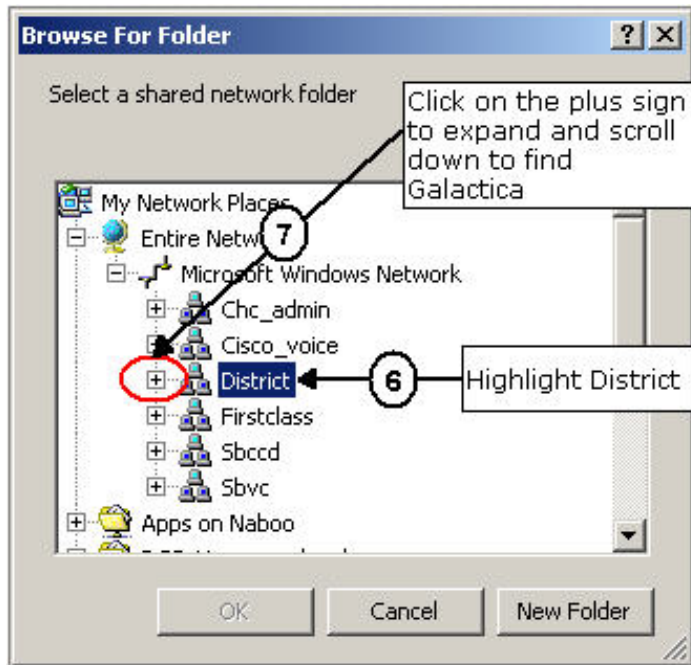 Browse For Folder
Select a shared network folder
Click on the plus sign
to expand and scroll
down to find
Galactica
My Network Places
7
Entire Netw
Microsoft Windows Network
Chc_admin
Cisco_voice
District
6
Highlight District
Firstclass
Sbccd
Sbvc
Apps on Naboo
OK
Cancel
New Folder